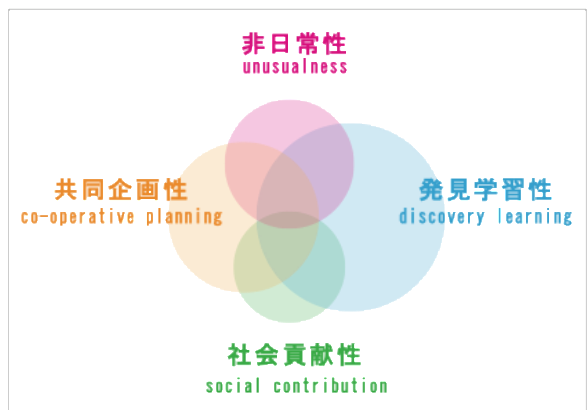 非日常性
unusualness
共同企画性
co-operative planning
発見学習性
discovery learning
社会貢献性
social contribution